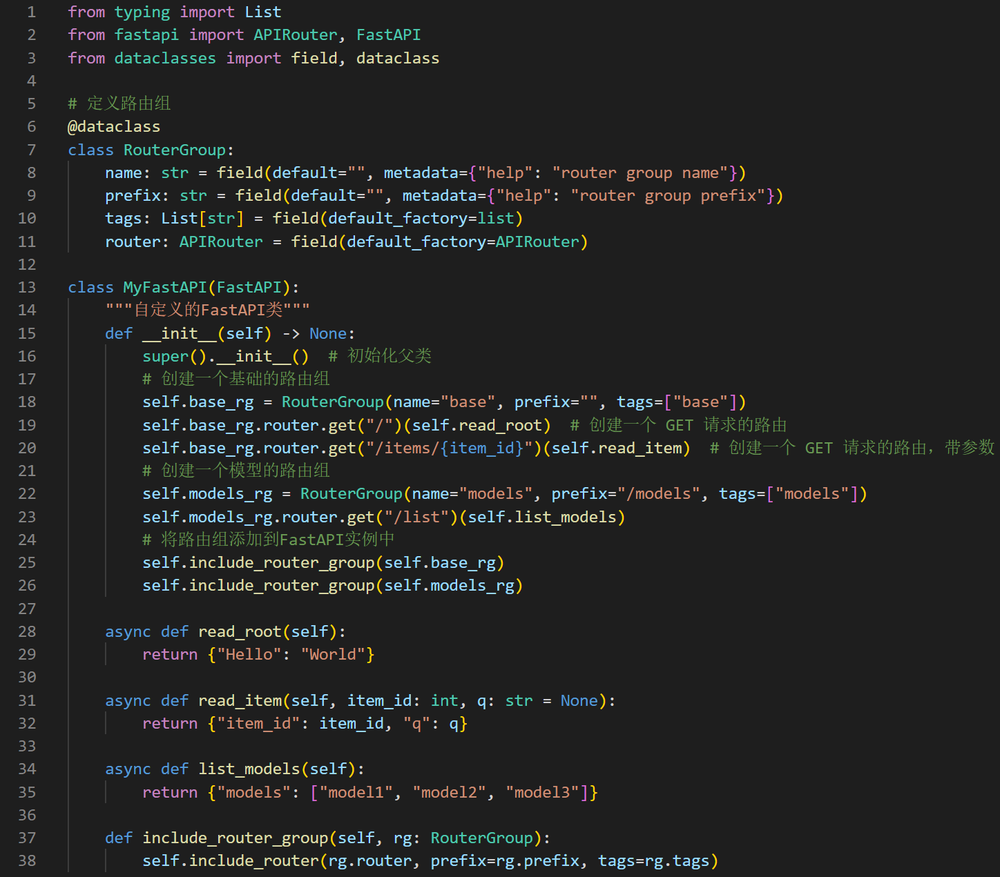 1 from typing import List
2 from fastapi import APIRouter, FastAPI
3 from dataclasses import field, dataclass
4
5 # 定义路由组
6 @dataclass
7 class RouterGroup:
8     name: str = field(default="", metadata={"help": "router group name"})
9     prefix: str = field(default="", metadata={"help": "router group prefix"})
10     tags: List[str] = field(default_factory=list)
11     router: APIRouter = field(default_factory=APIRouter)
12
13 class MyFastAPI(FastAPI):
14     """自定义的FastAPI类"""
15     def __init__(self) -> None:
16         super().__init__()  # 初始化父类
17         # 创建一个基础的路由组
18         self.base_rg = RouterGroup(name="base", prefix="", tags=["base"])
19         self.base_rg.router.get("/")(self.read_root)  # 创建一个 GET 请求的路由
20         self.base_rg.router.get("/items/{item_id}")(self.read_item)  # 创建一个 GET 请求的路由，带参数
21         # 创建一个模型的路由组
22         self.models_rg = RouterGroup(name="models", prefix="/models", tags=["models"])
23         self.models_rg.router.get("/list")(self.list_models)
24         # 将路由组添加到FastAPI实例中
25         self.include_router_group(self.base_rg)
26         self.include_router_group(self.models_rg)
27
28     async def read_root(self):
29         return {"Hello": "World"}
30
31     async def read_item(self, item_id: int, q: str = None):
32         return {"item_id": item_id, "q": q}
33
34     async def list_models(self):
35         return {"models": ["model1", "model2", "model3"]}
36
37     def include_router_group(self, rg: RouterGroup):
38         self.include_router(rg.router, prefix=rg.prefix, tags=rg.tags)